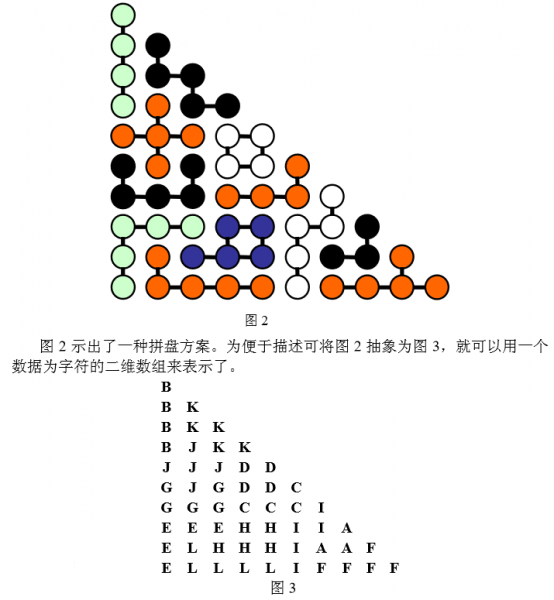 图 2
图 2 示出了一种拼盘方案。为便于描述可将图 2 抽象为图 3，就可以用一个
数据为字符的二维数组来表示了。
B
B K
B K K
B J K K
J J J D D
G J G D D C
G G G C C C I
E E E H H I I A
E L H H H I A A F
E L L L L I F F F F
图 3